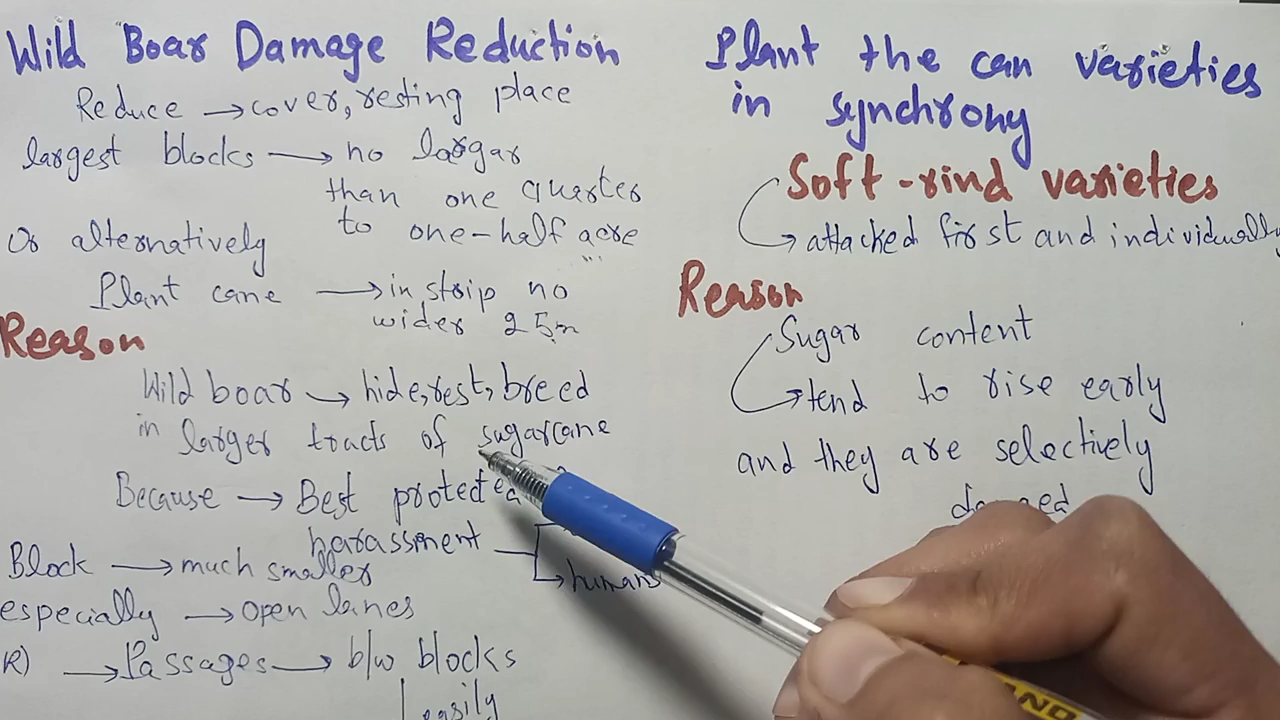 Wild Boar Damage Reduction
Reduce → cover, resting place
largest blocks → no largar
than one quarter
to one-half acre
Or alternatively
Plant cane → in strip no
wider 25m
Reason
Wild boar → hide, rest, breed
in larger tracts of sugarcane
Because → Best protected
harassment
→ humans
Block → much smaller
especially → open lanes
R) → Passages → b/w blocks
easily
Plant the can varieties
in synchrony
Soft-rind varieties
→ attacked first and individually
Reason
Sugar content
→ tend to rise early
and they are selectively